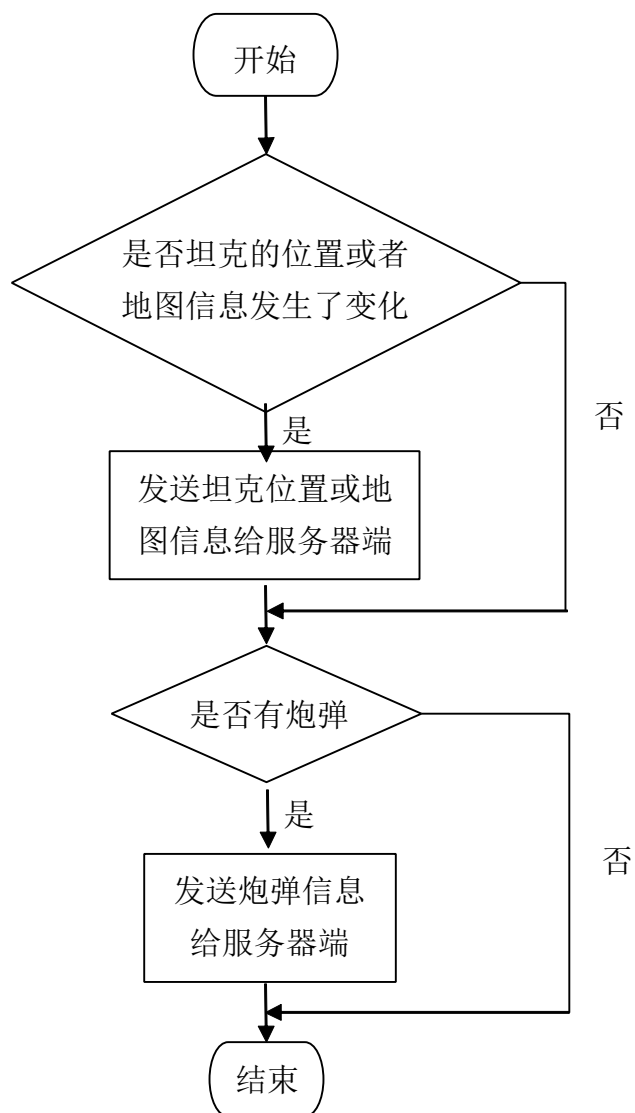 开始
是否坦克的位置或者
地图信息发生了变化
否
是
发送坦克位置或地
图信息给服务器端
是否有炮弹
是
否
发送炮弹信息
给服务器端
结束